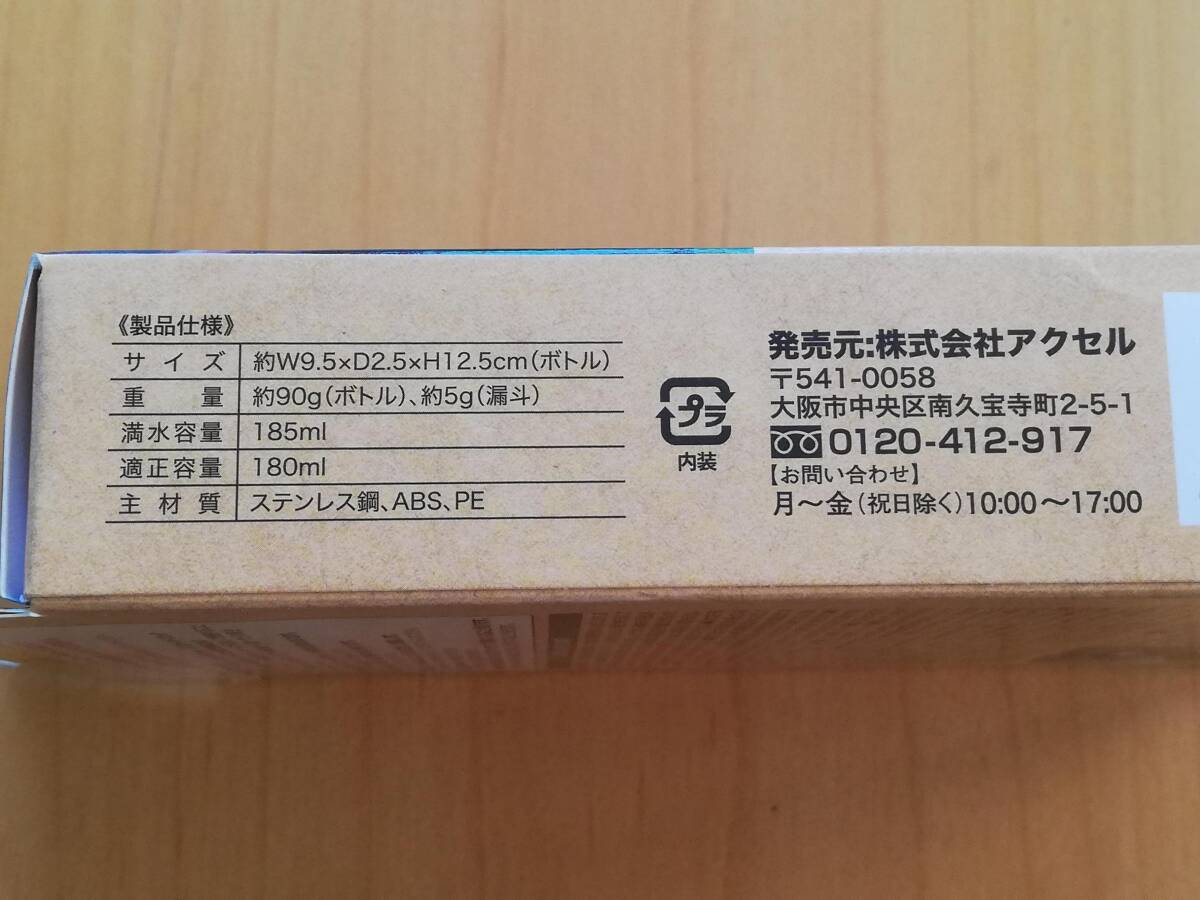 《製品仕様》
サイズ 約W9.5×D2.5×H12.5cm(ボトル)
重量 約90g(ボトル)、約5g(漏斗)
満水容量 185ml
適正容量 180ml
主材質 ステンレス鋼、ABS、PE
プラ
内装
発売元:株式会社アクセル
〒541-0058
大阪市中央区南久宝寺町2-5-1
0120-412-917
【お問い合わせ】
月～金(祝日除く)10:00～17:00